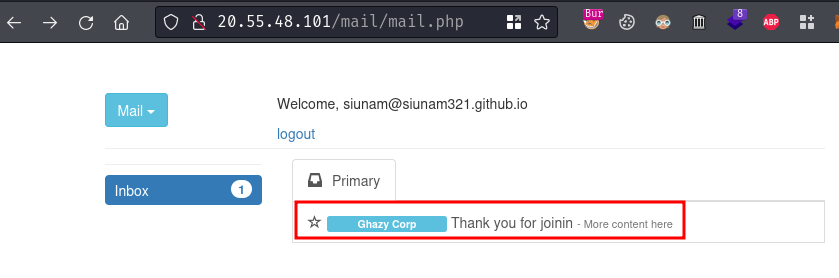 20.55.48.101/mail/mail.php
Bur
8
ABP
Mail
Welcome, siunam@siunam321.github.io
logout
Inbox 1
Primary
Ghazy Corp Thank you for joinin - More content here